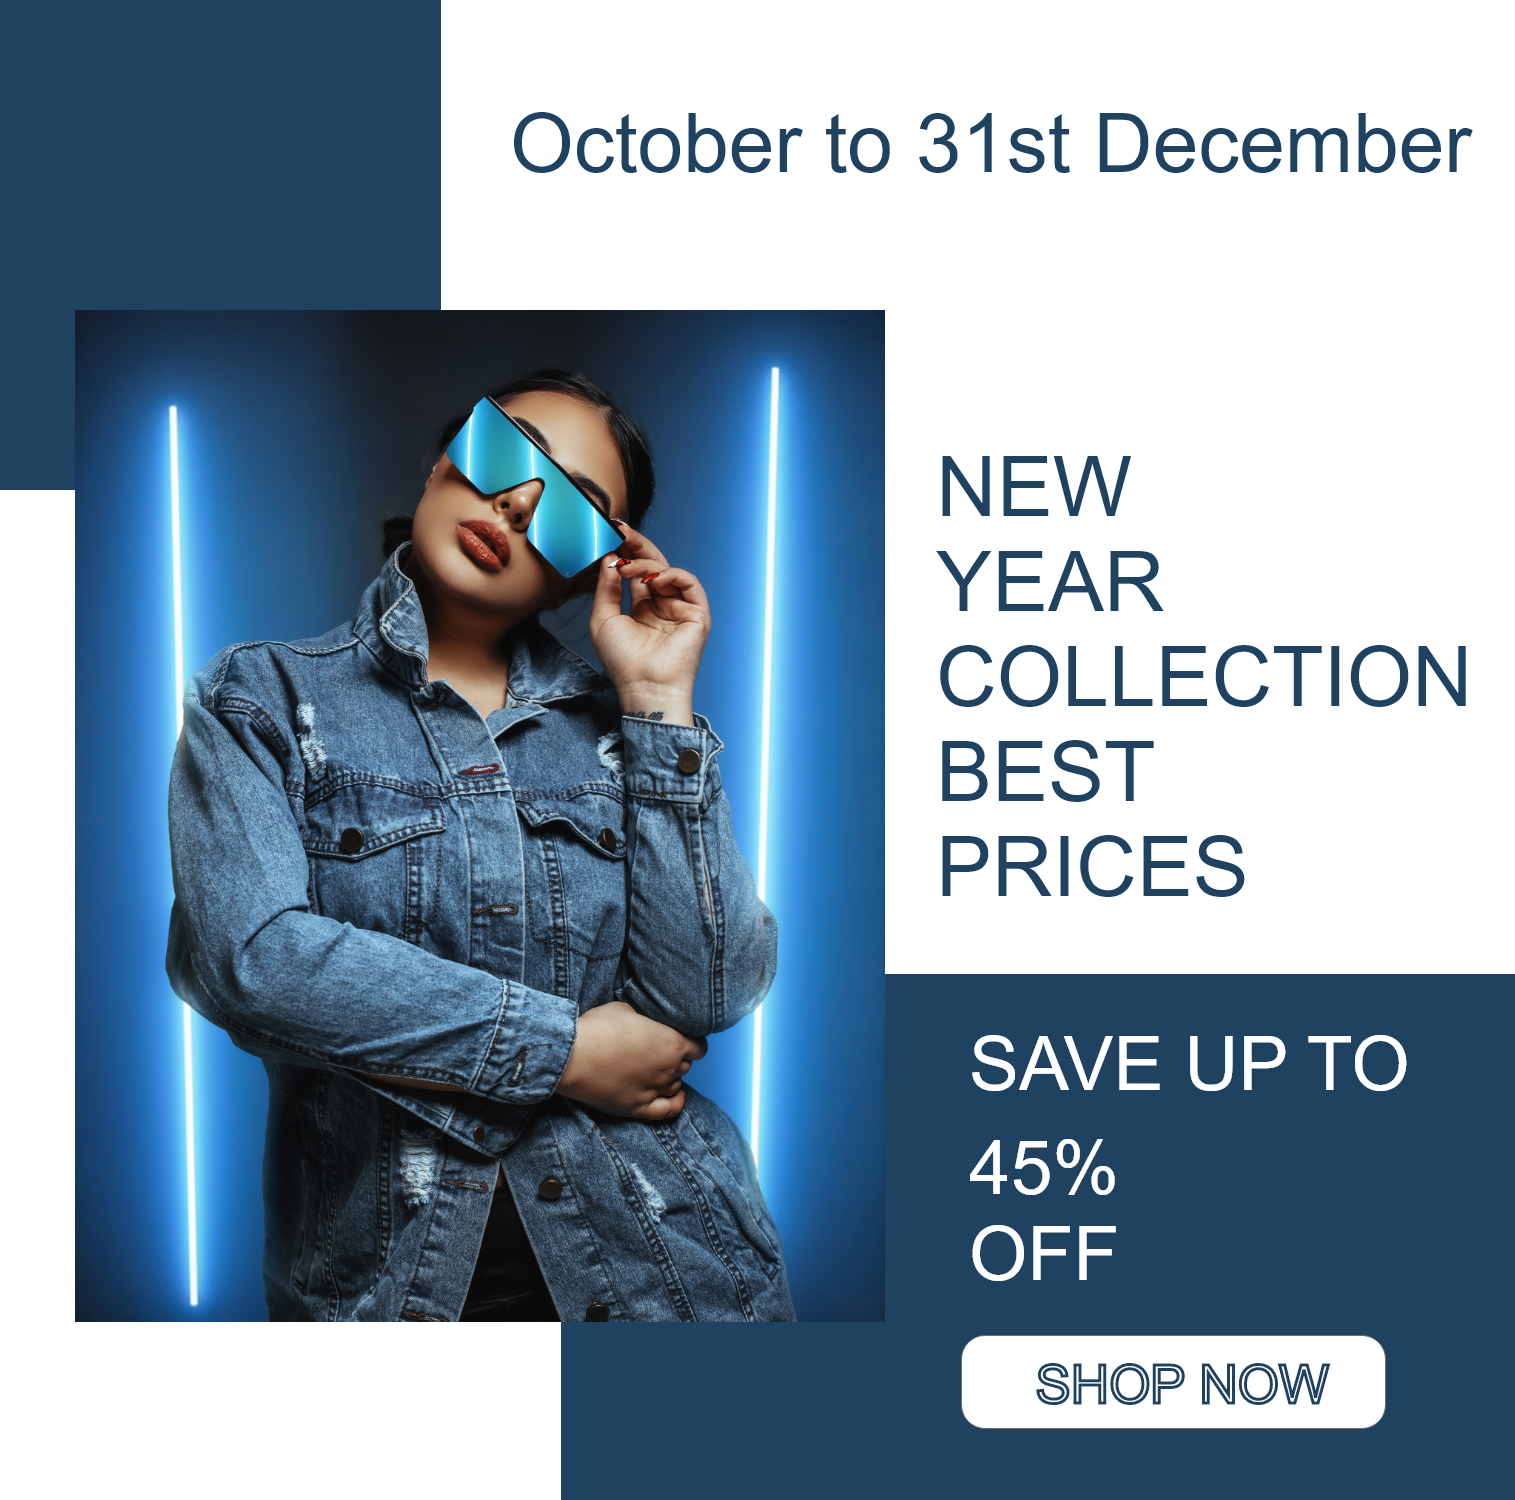 October to 31st December
NEW
YEAR
COLLECTION
BEST
PRICES
SAVE UP TO
45%
OFF
SHOP NOW